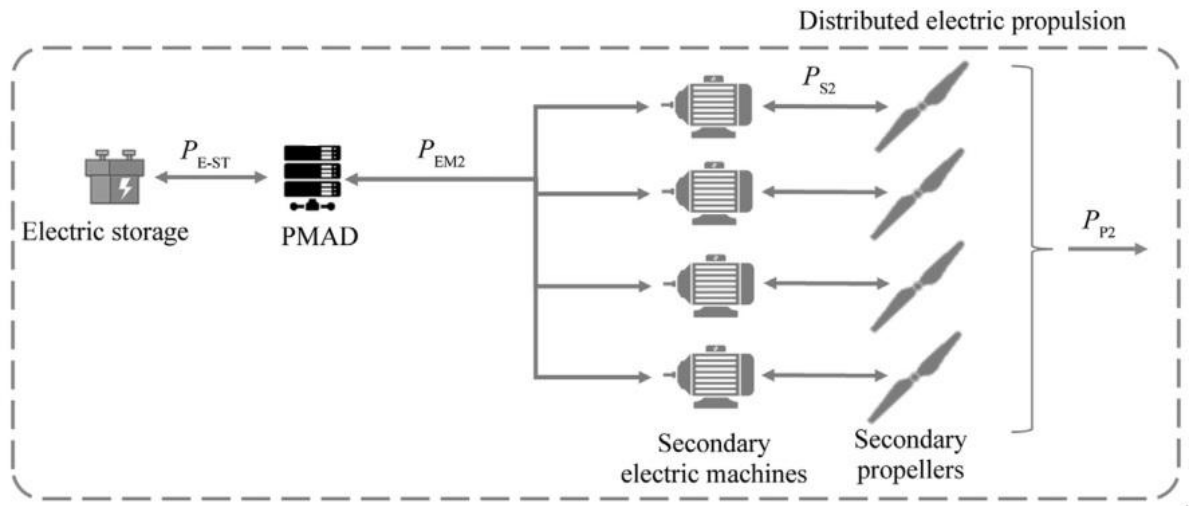 Distributed electric propulsion
P_S2
P_E-ST
P_EM2
Electric storage
PMAD
P_P2
Secondary
electric machines
Secondary
propellers